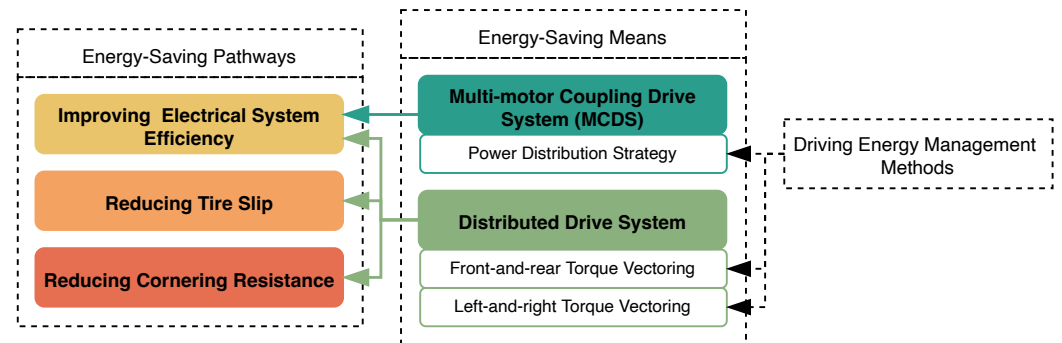 Energy-Saving Pathways
Improving Electrical System
Efficiency
Reducing Tire Slip
Reducing Cornering Resistance
Energy-Saving Means
Multi-motor Coupling Drive
System (MCDS)
Power Distribution Strategy
Distributed Drive System
Front-and-rear Torque Vectoring
Left-and-right Torque Vectoring
Driving Energy Management
Methods